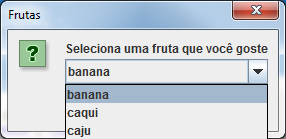 Frutas
Seleciona uma fruta que você goste
banana
banana
caqui
caju